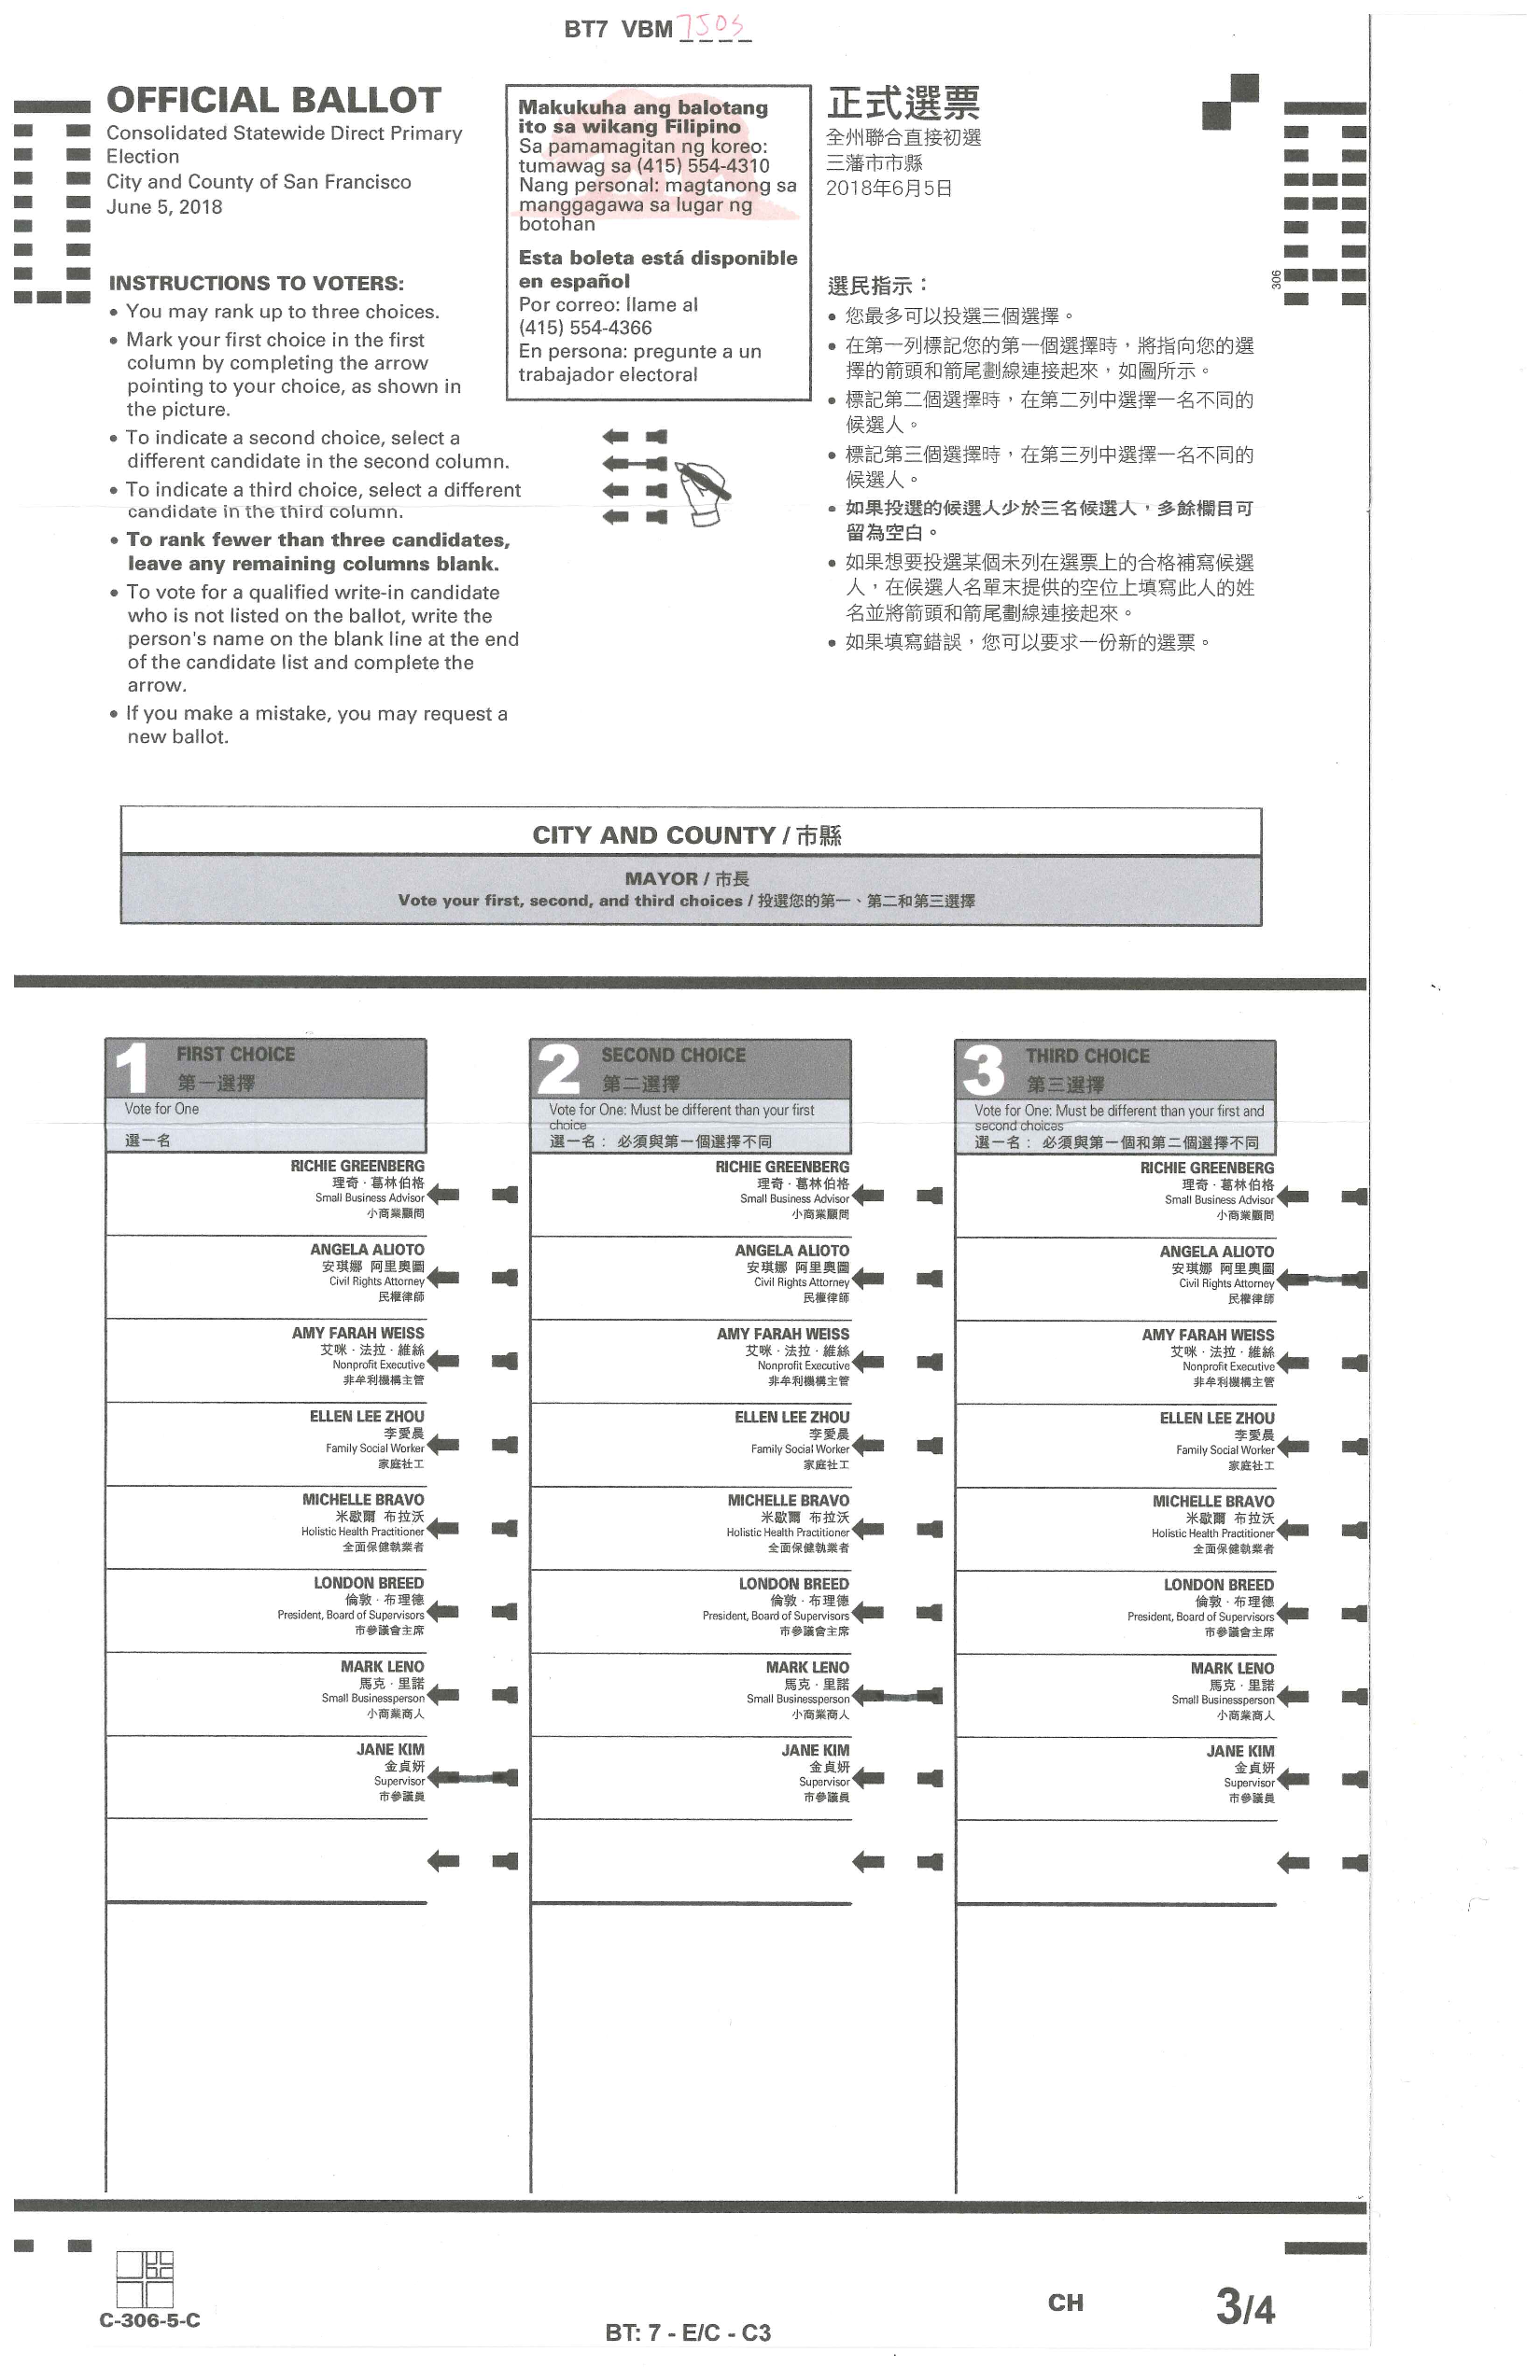 BT7 VBM 7505
OFFICIAL BALLOT
Consolidated Statewide Direct Primary
Election
City and County of San Francisco
June 5, 2018
Makukuha ang balotang
ito sa wikang Filipino
Sa pamamagitan ng koreo:
tumawag sa (415) 554-4310
Nang personal: magtanong sa
manggagawa sa lugar ng
botohan
Esta boleta está disponible
en español
Por correo: llame al
(415) 554-4366
En persona: pregunte a un
trabajador electoral
正式選票
全州聯合直接初選
三藩市市縣
2018年6月5日
306
INSTRUCTIONS TO VOTERS:
• You may rank up to three choices.
• Mark your first choice in the first
column by completing the arrow
pointing to your choice, as shown in
the picture.
• To indicate a second choice, select a
different candidate in the second column.
• To indicate a third choice, select a different
candidate in the third column.
• To rank fewer than three candidates,
leave any remaining columns blank.
• To vote for a qualified write-in candidate
who is not listed on the ballot, write the
person's name on the blank line at the end
of the candidate list and complete the
arrow.
• If you make a mistake, you may request a
new ballot.
選民指示：
• 您最多可以投選三個選擇。
• 在第一列標記您的第一個選擇時，將指向您的選
擇的箭頭和箭尾劃線連接起來，如圖所示。
• 標記第二個選擇時，在第二列中選擇一名不同的
候選人。
• 標記第三個選擇時，在第三列中選擇一名不同的
候選人。
• 如果投選的候選人少於三名候選人，多餘欄目可
留為空白。
• 如果想要投選某個未列在選票上的合格補寫候選
人，在候選人名單末提供的空位上填寫此人的姓
名並將箭頭和箭尾劃線連接起來。
• 如果填寫錯誤，您可以要求一份新的選票。
CITY AND COUNTY / 市縣
MAYOR / 市長
Vote your first, second, and third choices / 投選您的第一、第二和第三選擇
1 FIRST CHOICE
第一選擇
Vote for One
選一名
RICHIE GREENBERG
理奇·葛林伯格
Small Business Advisor
小商業顧問
ANGELA ALIOTO
安琪娜 阿里奧圖
Civil Rights Attorney
民權律師
AMY FARAH WEISS
艾咪·法拉·維絲
Nonprofit Executive
非牟利機構主管
ELLEN LEE ZHOU
李愛晨
Family Social Worker
家庭社工
MICHELLE BRAVO
米歇爾 布拉沃
Holistic Health Practitioner
全面保健執業者
LONDON BREED
倫敦·布理德
President, Board of Supervisors
市參議會主席
MARK LENO
馬克·里諾
Small Businessperson
小商業商人
JANE KIM
金貞妍
Supervisor
市參議員
2 SECOND CHOICE
第二選擇
Vote for One: Must be different than your first
choice
選一名： 必須與第一個選擇不同
RICHIE GREENBERG
理奇·葛林伯格
Small Business Advisor
小商業顧問
ANGELA ALIOTO
安琪娜 阿里奧圖
Civil Rights Attorney
民權律師
AMY FARAH WEISS
艾咪·法拉·維絲
Nonprofit Executive
非牟利機構主管
ELLEN LEE ZHOU
李愛晨
Family Social Worker
家庭社工
MICHELLE BRAVO
米歇爾 布拉沃
Holistic Health Practitioner
全面保健執業者
LONDON BREED
倫敦·布理德
President, Board of Supervisors
市參議會主席
MARK LENO
馬克·里諾
Small Businessperson
小商業商人
JANE KIM
金貞妍
Supervisor
市參議員
3 THIRD CHOICE
第三選擇
Vote for One: Must be different than your first and
second choices
選一名： 必須與第一個和第二個選擇不同
RICHIE GREENBERG
理奇·葛林伯格
Small Business Advisor
小商業顧問
ANGELA ALIOTO
安琪娜 阿里奧圖
Civil Rights Attorney
民權律師
AMY FARAH WEISS
艾咪·法拉·維絲
Nonprofit Executive
非牟利機構主管
ELLEN LEE ZHOU
李愛晨
Family Social Worker
家庭社工
MICHELLE BRAVO
米歇爾 布拉沃
Holistic Health Practitioner
全面保健執業者
LONDON BREED
倫敦·布理德
President, Board of Supervisors
市參議會主席
MARK LENO
馬克·里諾
Small Businessperson
小商業商人
JANE KIM
金貞妍
Supervisor
市參議員
C-306-5-C
BT: 7 - E/C - C3
CH
3/4